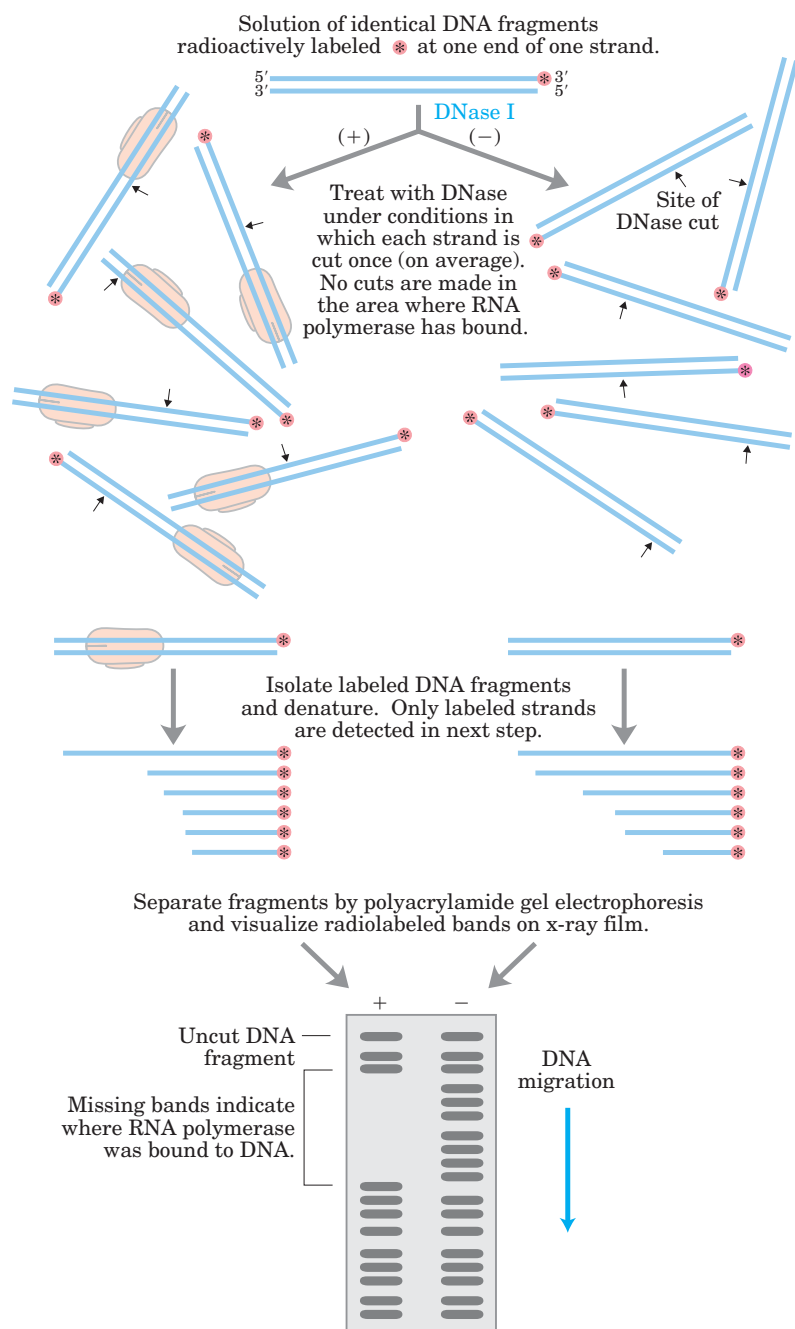 Solution of identical DNA fragments
radioactively labeled * at one end of one strand.
5′ * 3′
3′ 5′
DNase I
(+) (−)
Treat with DNase
under conditions in
which each strand is
cut once (on average).
No cuts are made in
the area where RNA
polymerase has bound.
Site of
DNase cut
Isolate labeled DNA fragments
and denature. Only labeled strands
are detected in next step.
Separate fragments by polyacrylamide gel electrophoresis
and visualize radiolabeled bands on x-ray film.
+ −
Uncut DNA
fragment
Missing bands indicate
where RNA polymerase
was bound to DNA.
DNA
migration